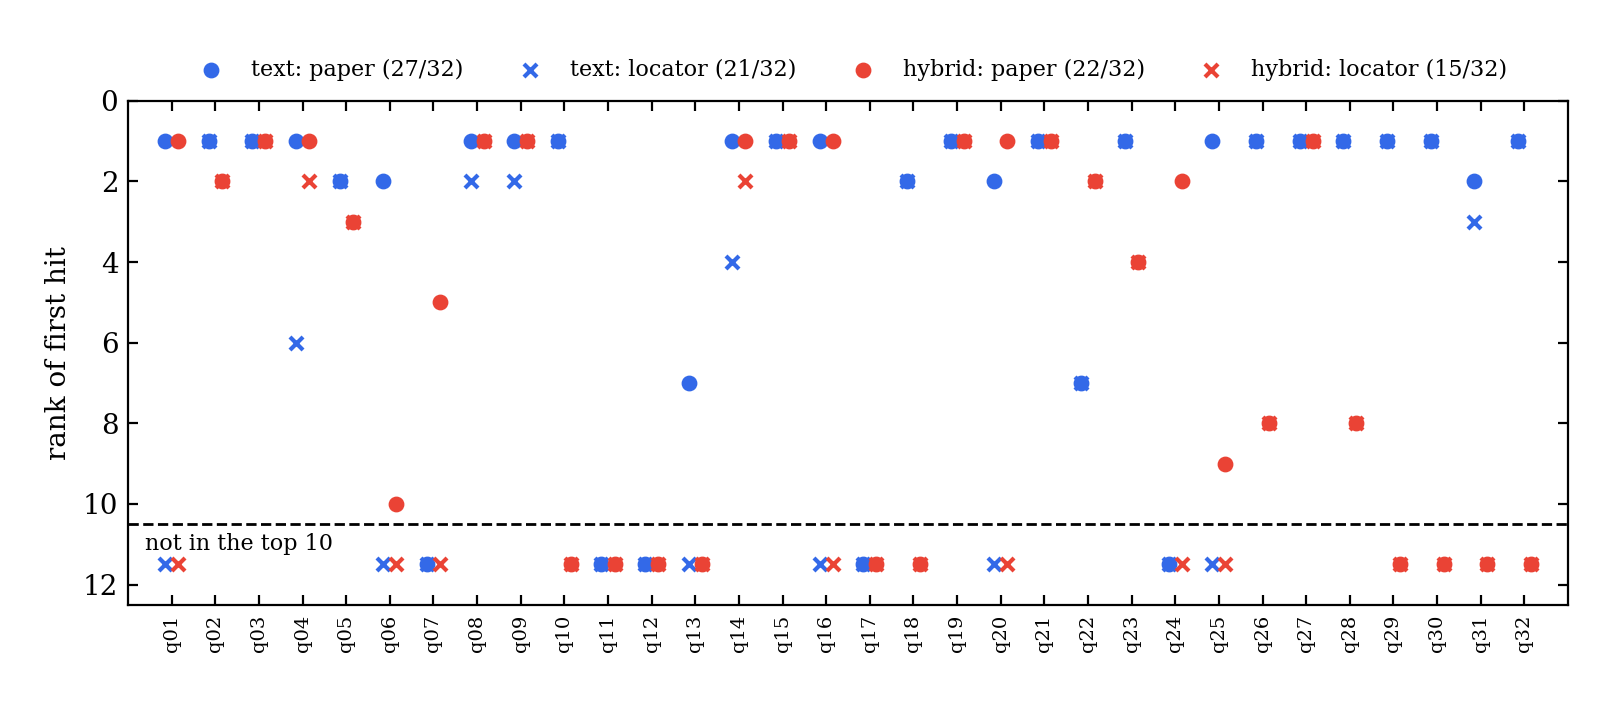 text: paper (27/32) text: locator (21/32) hybrid: paper (22/32) hybrid: locator (15/32)
rank of first hit
0
2
4
6
8
10
12
not in the top 10
q01 q02 q03 q04 q05 q06 q07 q08 q09 q10 q11 q12 q13 q14 q15 q16 q17 q18 q19 q20 q21 q22 q23 q24 q25 q26 q27 q28 q29 q30 q31 q32